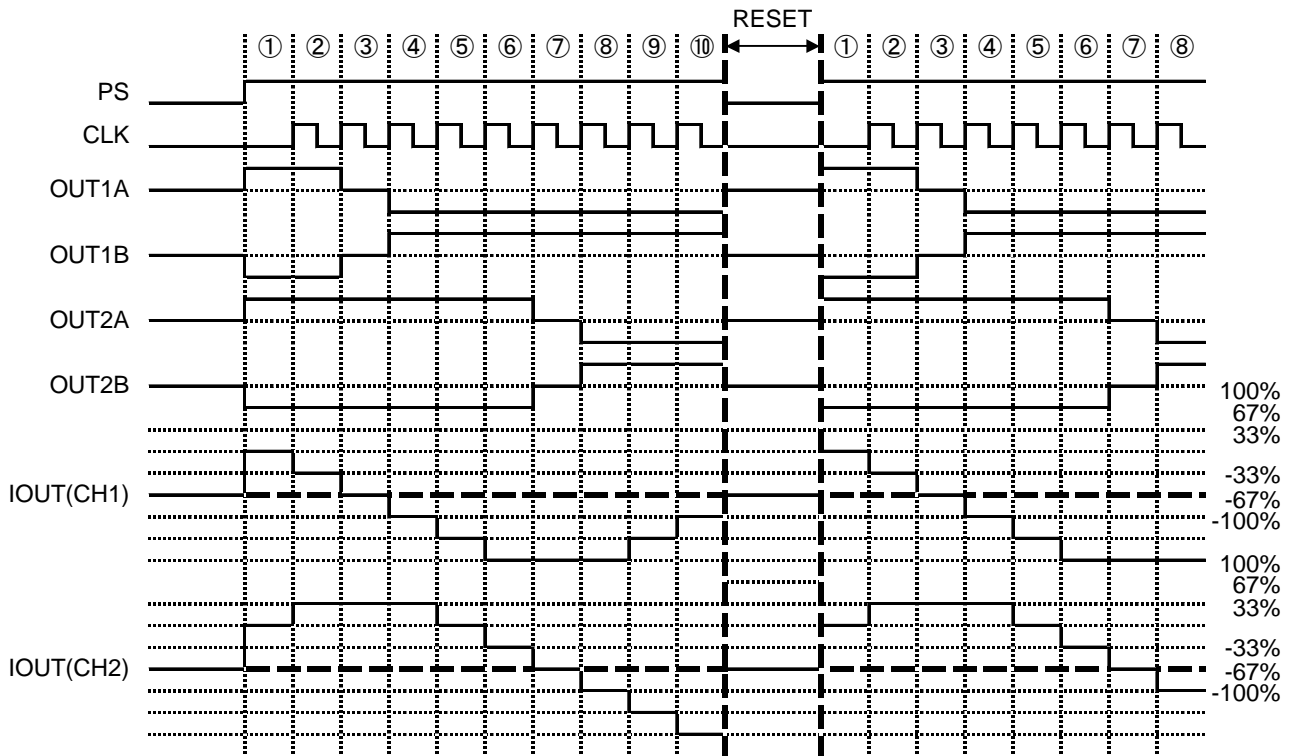 RESET
① ② ③ ④ ⑤ ⑥ ⑦ ⑧ ⑨ ⑩ ① ② ③ ④ ⑤ ⑥ ⑦ ⑧
PS
CLK
OUT1A
OUT1B
OUT2A
OUT2B
100%
67%
33%
IOUT(CH1)
-33%
-67%
-100%
100%
67%
33%
IOUT(CH2)
-33%
-67%
-100%